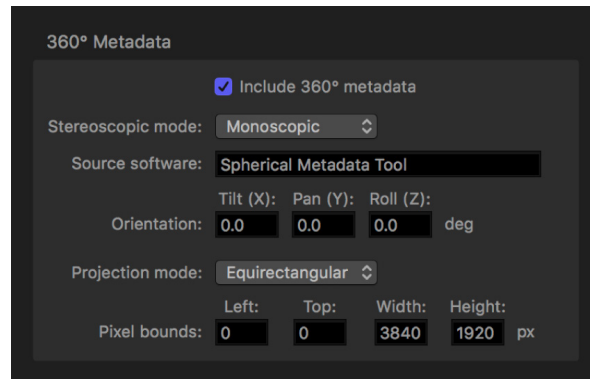 360° Metadata
Include 360° metadata
Stereoscopic mode: Monoscopic
Source software: Spherical Metadata Tool
Tilt (X): Pan (Y): Roll (Z):
Orientation: 0.0 0.0 0.0 deg
Projection mode: Equirectangular
Left: Top: Width: Height:
Pixel bounds: 0 0 3840 1920 px